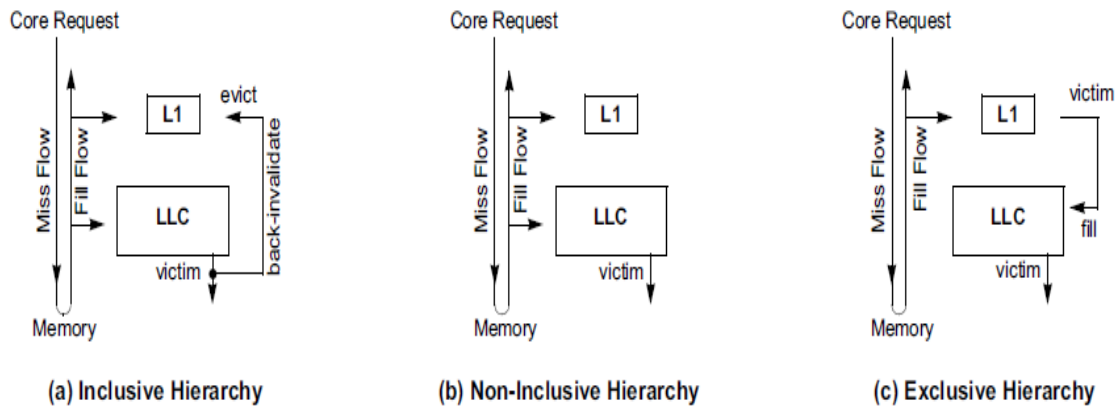 Core Request
evict
L1
Miss Flow
Fill Flow
back-invalidate
LLC
victim
Memory
(a) Inclusive Hierarchy
Core Request
L1
Miss Flow
Fill Flow
LLC
victim
Memory
(b) Non-Inclusive Hierarchy
Core Request
victim
L1
Miss Flow
Fill Flow
LLC
fill
victim
Memory
(c) Exclusive Hierarchy